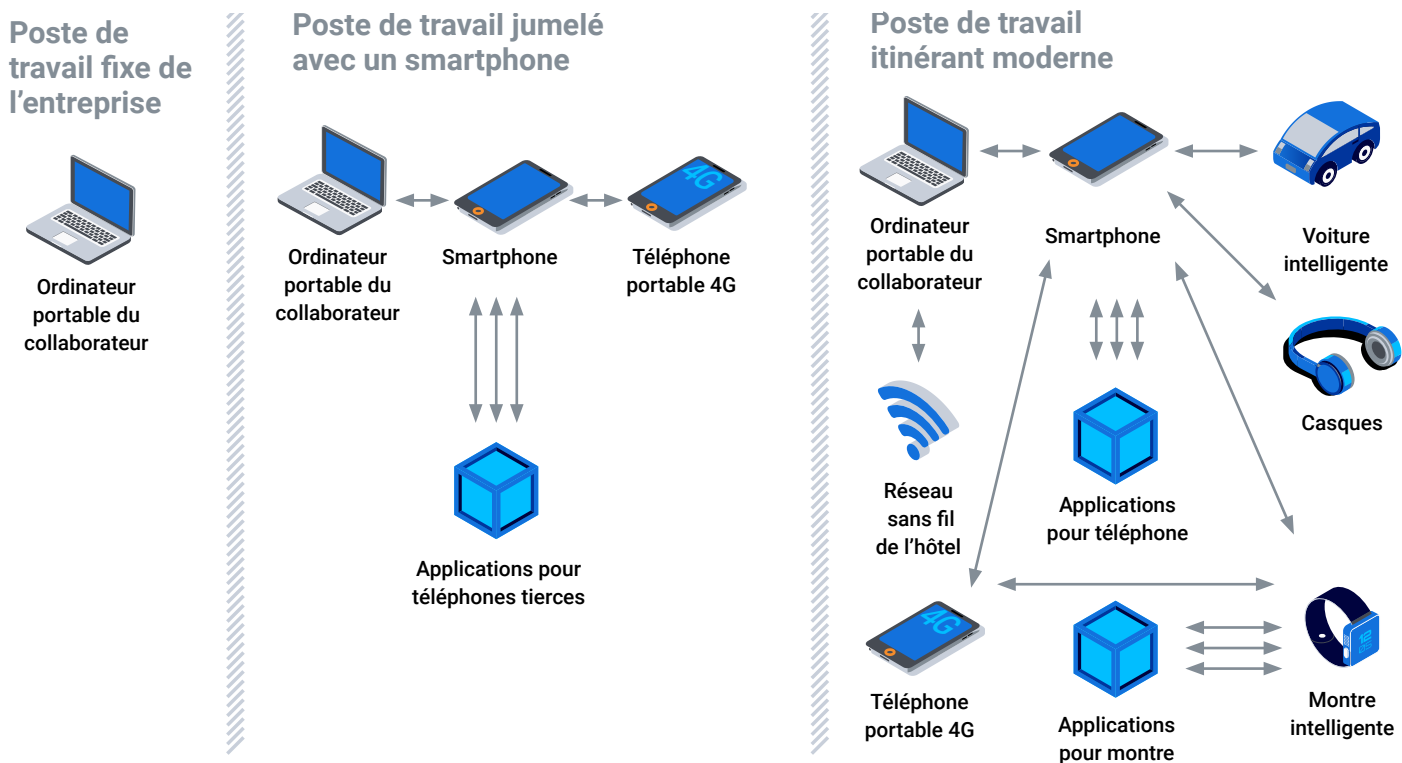 Poste de
travail fixe de
l'entreprise
Ordinateur
portable du
collaborateur
Poste de travail jumelé
avec un smartphone
Ordinateur
portable du
collaborateur
Smartphone
4G
Téléphone
portable 4G
Applications pour
téléphones tierces
Poste de travail
itinérant moderne
Ordinateur
portable du
collaborateur
Smartphone
Voiture
intelligente
Casques
Réseau
sans fil
de l'hôtel
Applications
pour téléphone
4G
Téléphone
portable 4G
Applications
pour montre
12
Montre
intelligente